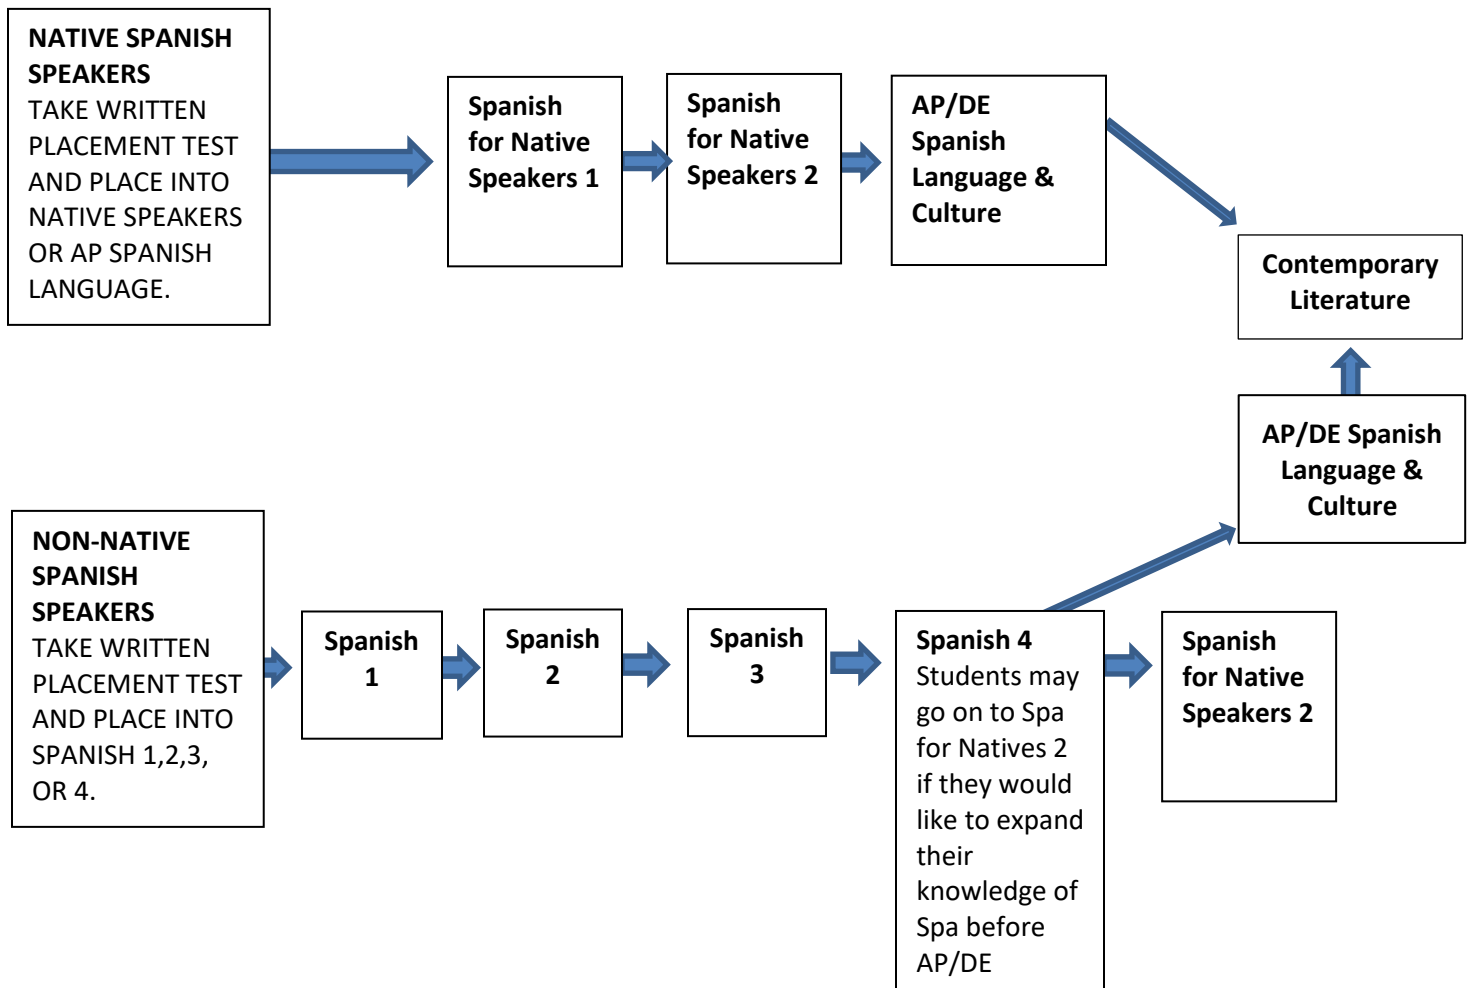 NATIVE SPANISH
SPEAKERS
TAKE WRITTEN
PLACEMENT TEST
AND PLACE INTO
NATIVE SPEAKERS
OR AP SPANISH
LANGUAGE.
Spanish
for Native
Speakers 1
Spanish
for Native
Speakers 2
AP/DE
Spanish
Language &
Culture
Contemporary
Literature
AP/DE Spanish
Language &
Culture
NON-NATIVE
SPANISH
SPEAKERS
TAKE WRITTEN
PLACEMENT TEST
AND PLACE INTO
SPANISH 1,2,3,
OR 4.
Spanish
1
Spanish
2
Spanish
3
Spanish 4
Students may
go on to Spa
for Natives 2
if they would
like to expand
their
knowledge of
Spa before
AP/DE
Spanish
for Native
Speakers 2